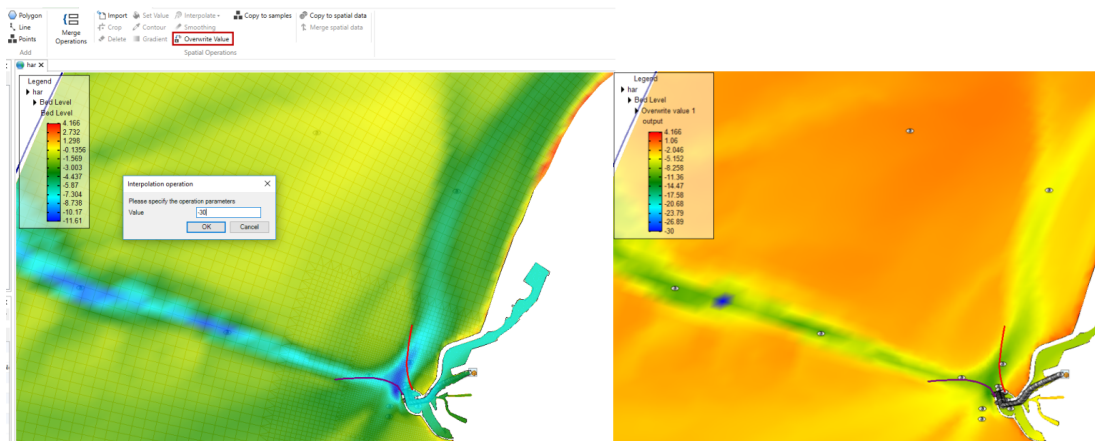 Polygon
Line
Points
Add
Merge
Operations
Import
Set Value
Interpolate
Copy to samples
Copy to spatial data
Crop
Contour
Smoothing
Merge spatial data
Delete
Gradient
Overwrite Value
Spatial Operations
har
Legend
har
Bed Level
Bed Level
4.166
2.732
1.298
-0.1356
-1.569
-3.003
-4.437
-5.87
-7.304
-8.738
-10.17
-11.61
Interpolation operation
Please specify the operation parameters
Value
-30
OK
Cancel
Legend
har
Bed Level
Overwrite value 1
output
4.166
1.06
-2.046
-5.152
-8.258
-11.36
-14.47
-17.58
-20.68
-23.79
-26.89
-30